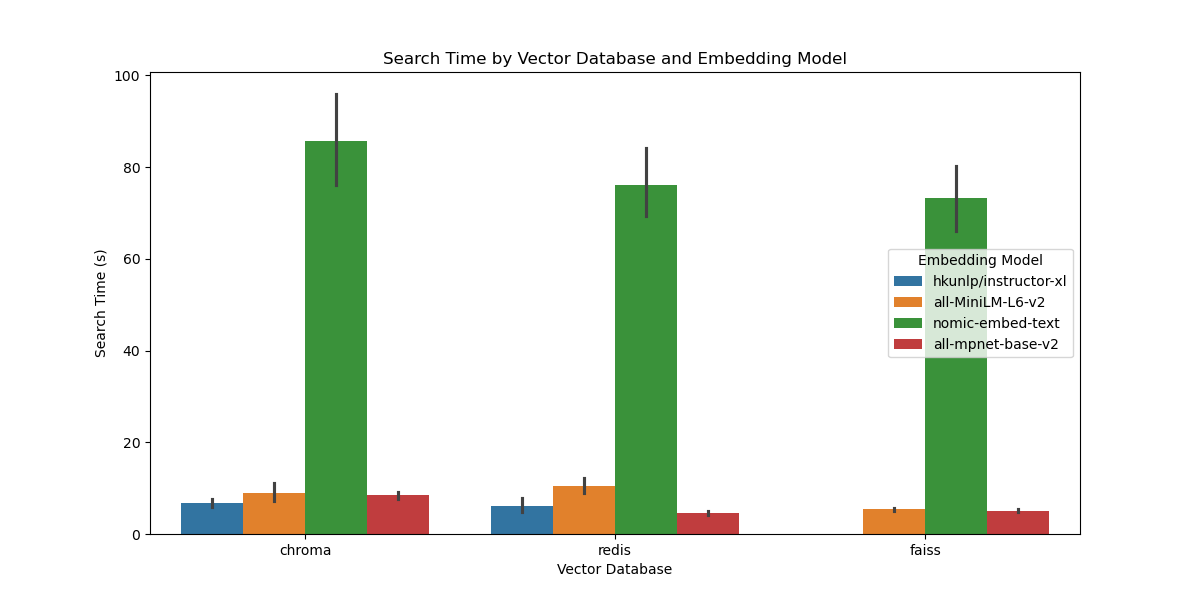 Search Time by Vector Database and Embedding Model
100
80
60
40
20
0
Search Time (s)
Embedding Model
hkunlp/instructor-xl
all-MiniLM-L6-v2
nomic-embed-text
all-mpnet-base-v2
chroma
redis
faiss
Vector Database